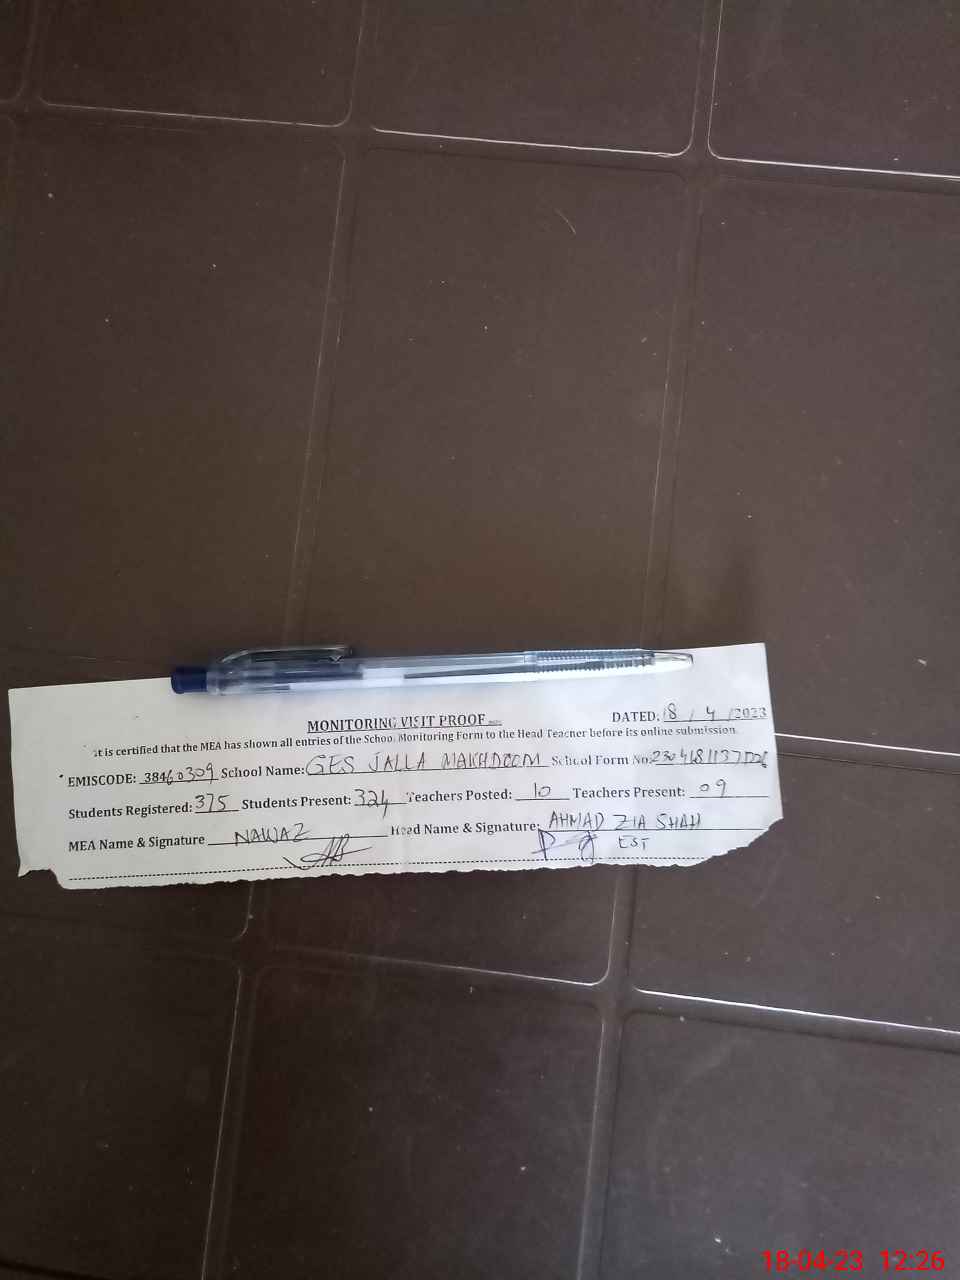 MONITORING VISIT PROOF
DATED: 18 / 4 /2023
It is certified that the MEA has shown all entries of the School Monitoring Form to the Head Teacher before its online submission.
EMISCODE: 38460309 School Name: GES JALLA MAKHDOOM School Form No:
Students Registered: 375 Students Present: 324 Teachers Posted: 10 Teachers Present: 09
MEA Name & Signature NAWAZ Head Name & Signature: AHMAD ZIA SHAH
EST
18-04-23 12:26